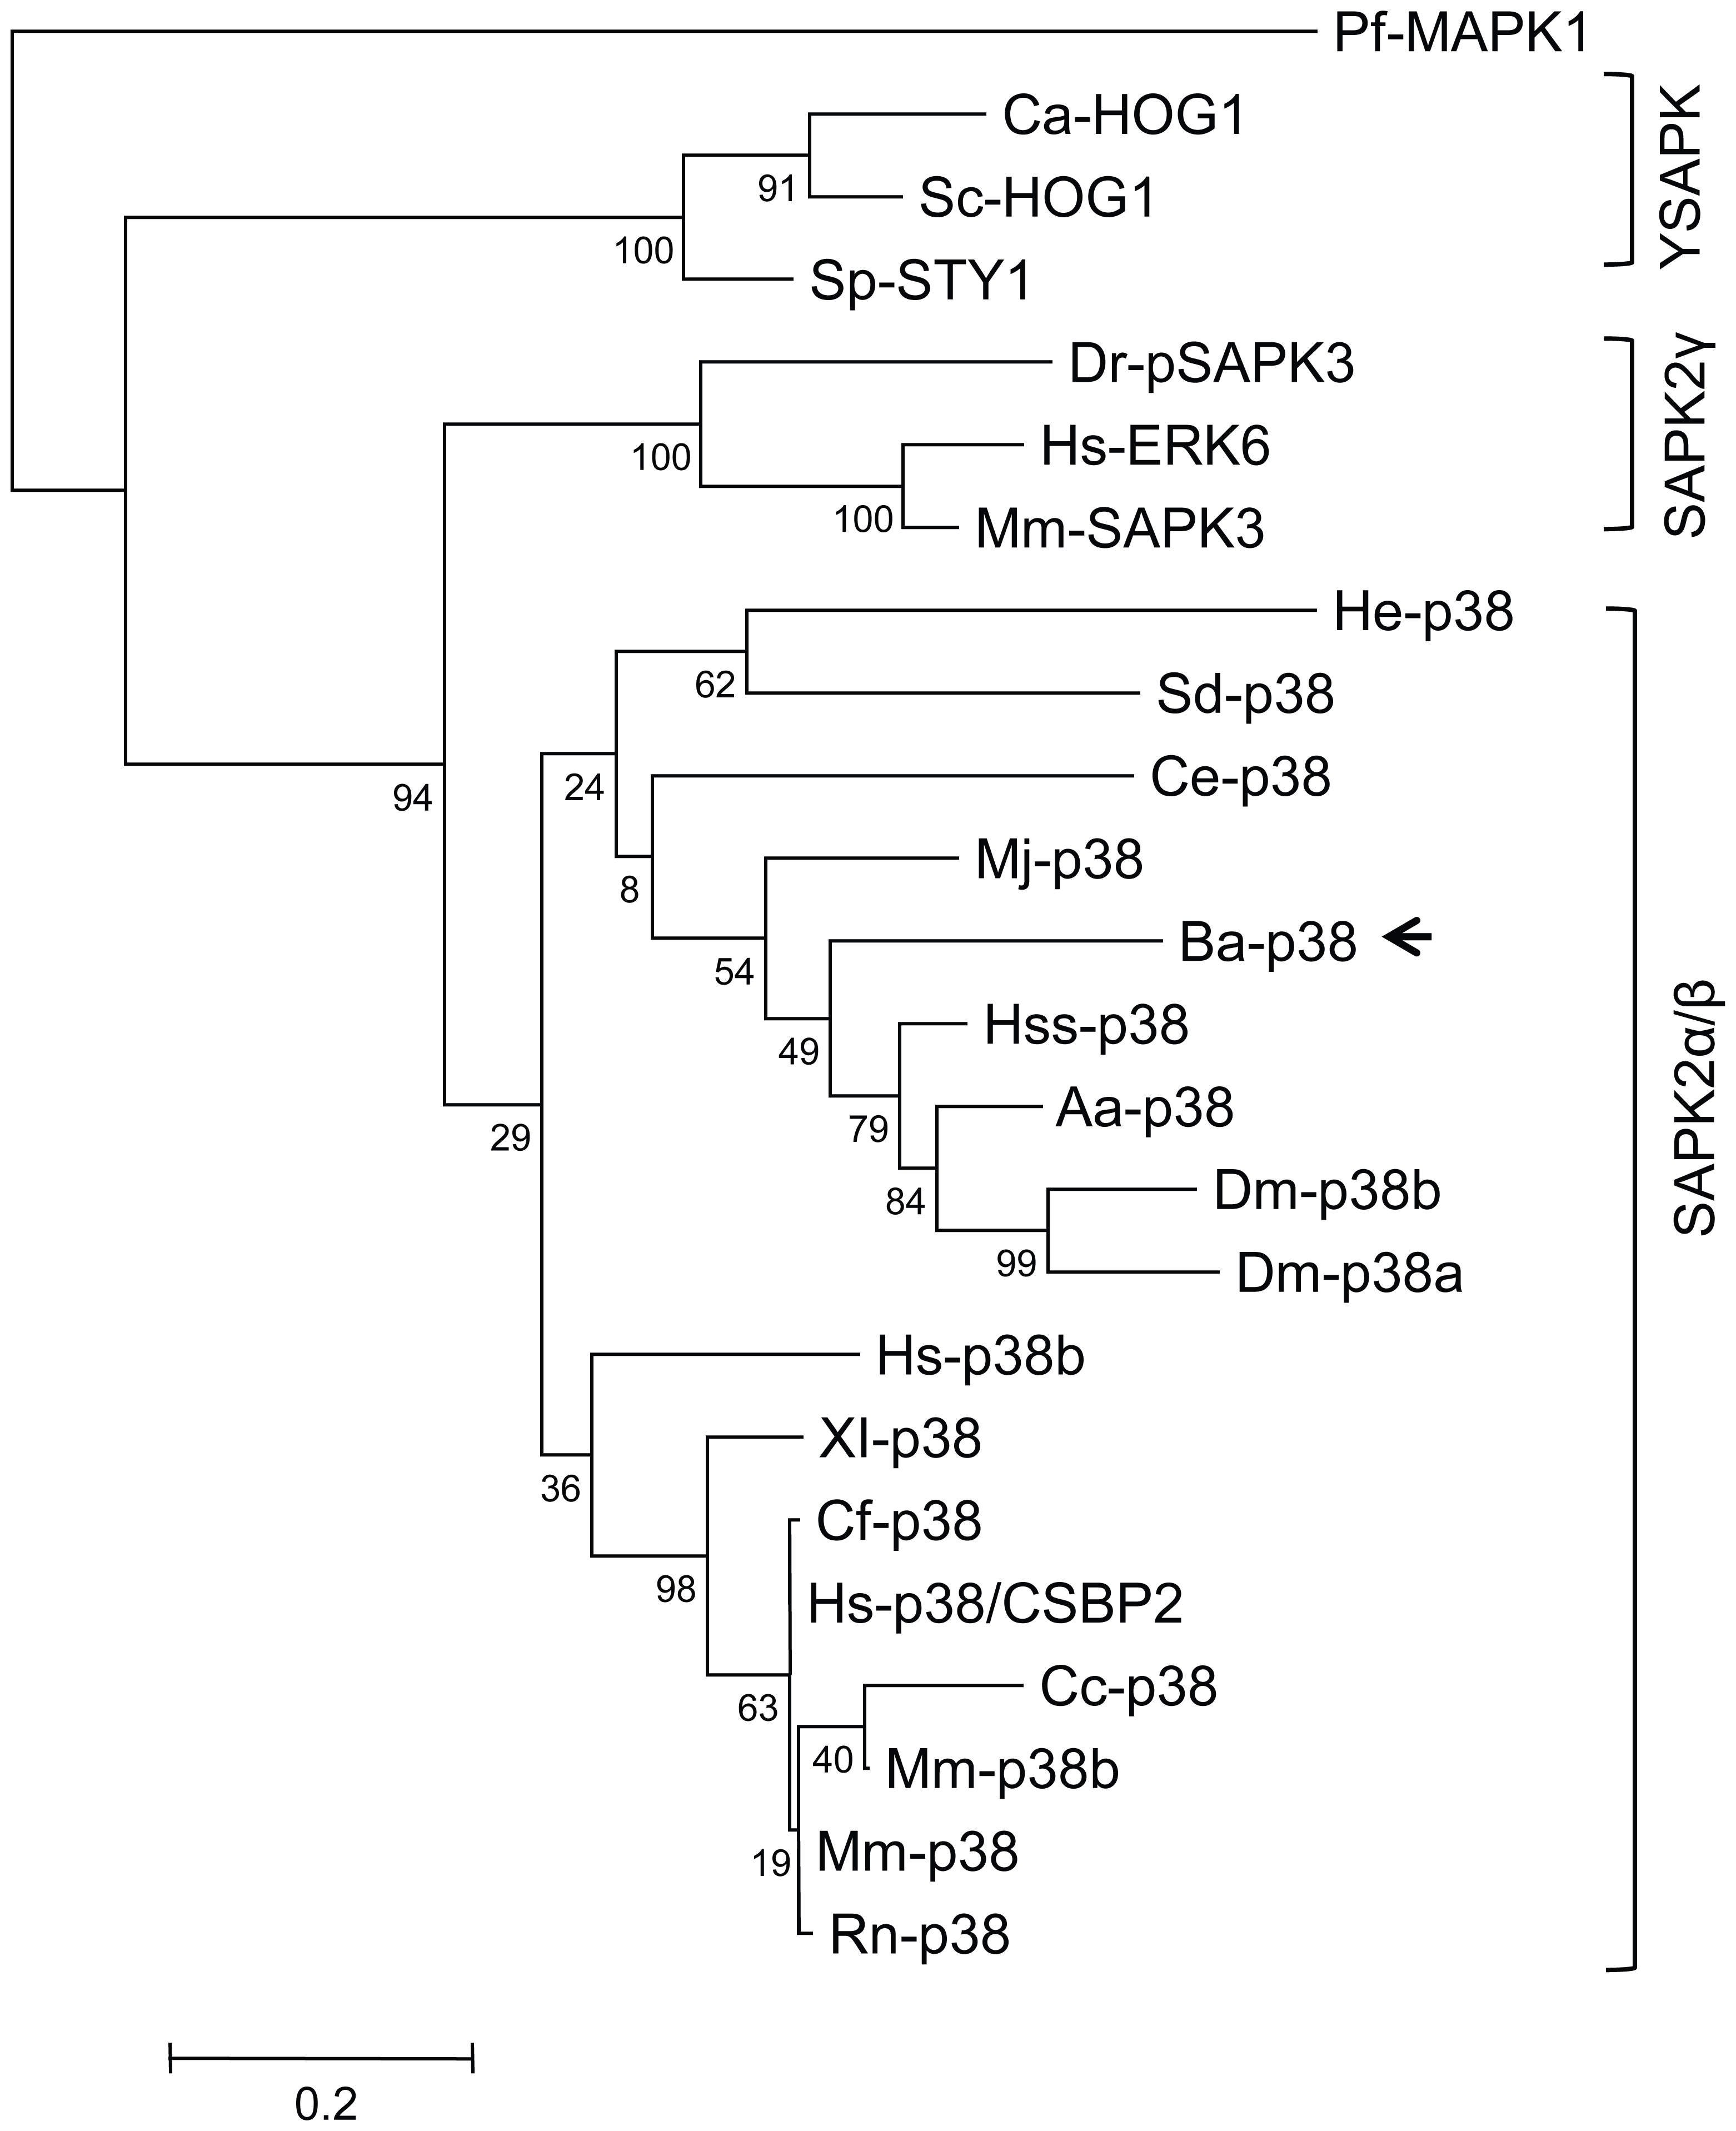 Pf-MAPK1
Ca-HOG1
91
Sc-HOG1
100
Sp-STY1
YSAPK
Dr-pSAPK3
100
Hs-ERK6
100
Mm-SAPK3
SAPK2γ
He-p38
62
Sd-p38
24
Ce-p38
94
8
Mj-p38
54
Ba-p38
49
Hss-p38
79
Aa-p38
29
84
Dm-p38b
99
Dm-p38a
Hs-p38b
36
Xl-p38
98
Cf-p38
Hs-p38/CSBP2
63
Cc-p38
40
Mm-p38b
19
Mm-p38
Rn-p38
SAPK2α/β
0.2